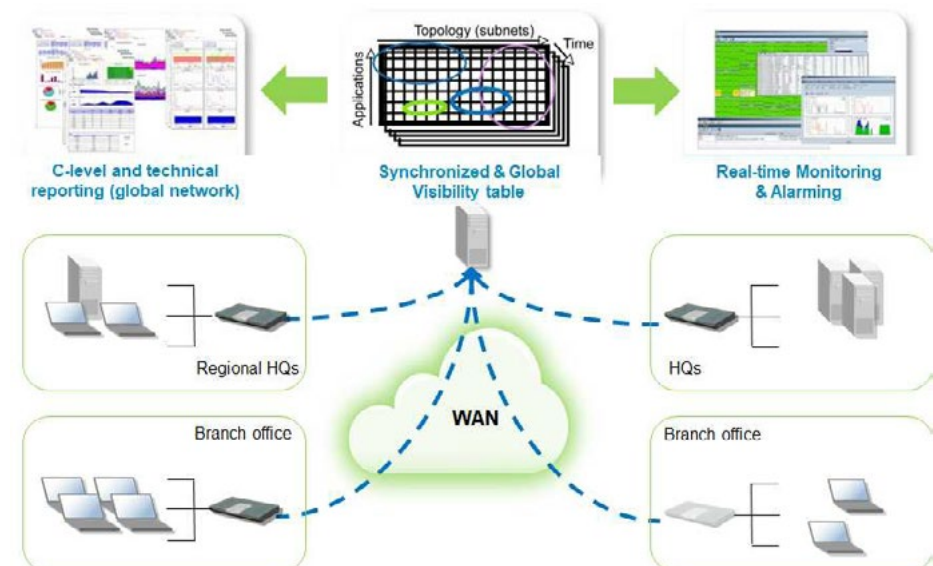 Topology (subnets)
Time
Applications
C-level and technical
reporting (global network)
Synchronized & Global
Visibility table
Real-time Monitoring
& Alarming
Regional HQs
HQs
WAN
Branch office
Branch office